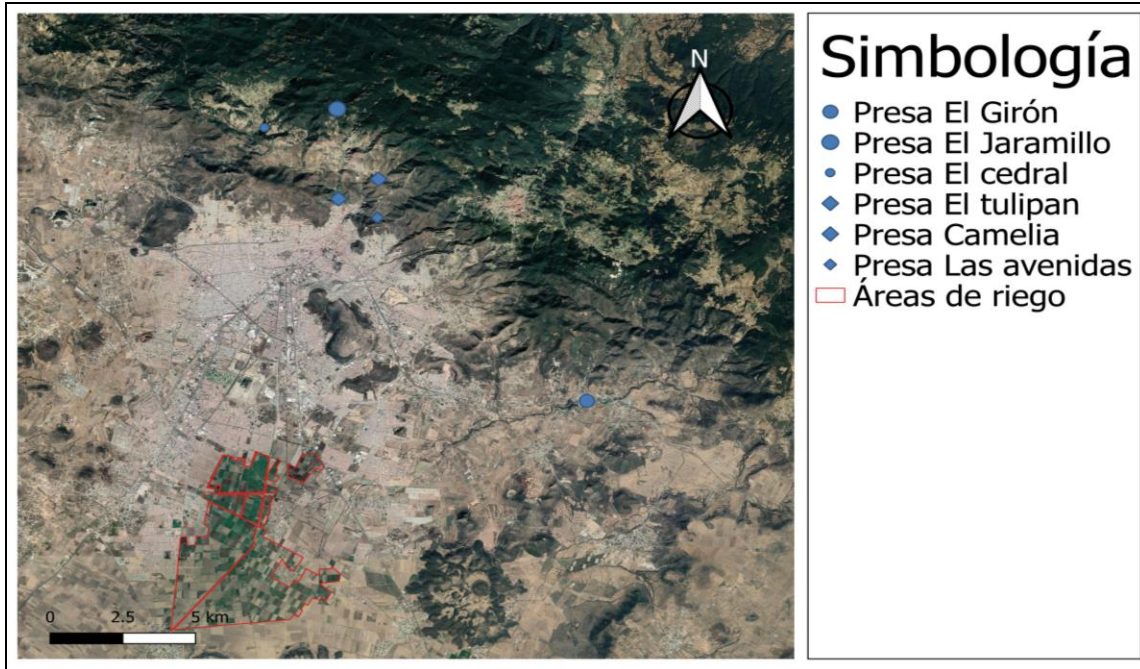 N
Simbología
Presa El Girón
Presa El Jaramillo
Presa El cedral
Presa El tulipan
Presa Camelia
Presa Las avenidas
Áreas de riego
0 2.5 5 km